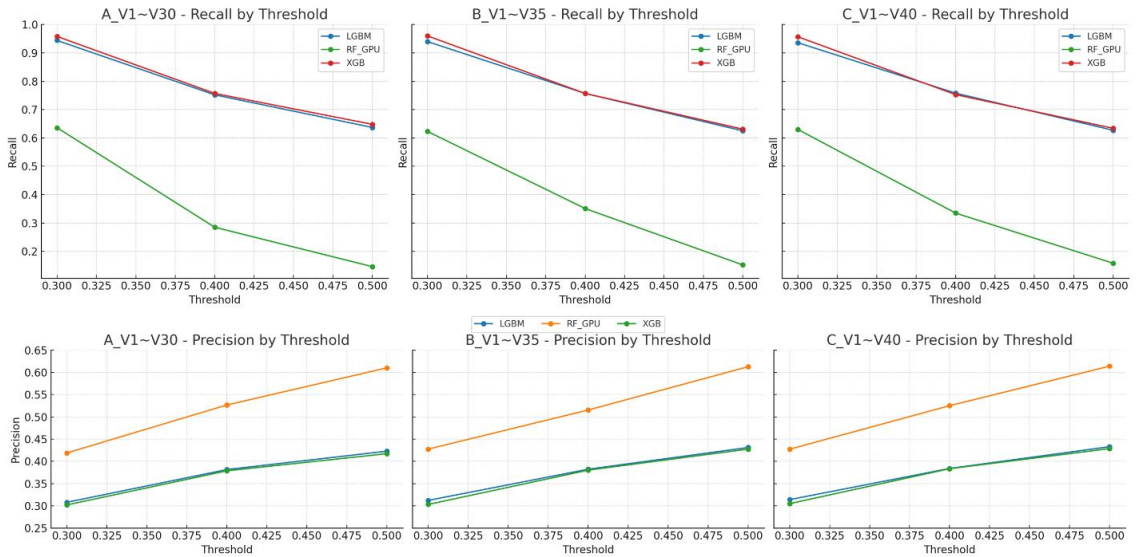 A_V1~V30 - Recall by Threshold
B_V1~V35 - Recall by Threshold
C_V1~V40 - Recall by Threshold
1.0
0.9
0.8
0.7
0.6
0.5
0.4
0.3
0.2
Recall
LGBM
RF_GPU
XGB
0.300 0.325 0.350 0.375 0.400 0.425 0.450 0.475 0.500
Threshold
Recall
LGBM
RF_GPU
XGB
0.300 0.325 0.350 0.375 0.400 0.425 0.450 0.475 0.500
Threshold
Recall
LGBM
RF_GPU
XGB
0.300 0.325 0.350 0.375 0.400 0.425 0.450 0.475 0.500
Threshold
LGBM RF_GPU XGB
A_V1~V30 - Precision by Threshold
B_V1~V35 - Precision by Threshold
C_V1~V40 - Precision by Threshold
0.65
0.60
0.55
0.50
0.45
0.40
0.35
0.30
0.25
Precision
0.300 0.325 0.350 0.375 0.400 0.425 0.450 0.475 0.500
Threshold
0.300 0.325 0.350 0.375 0.400 0.425 0.450 0.475 0.500
Threshold
0.300 0.325 0.350 0.375 0.400 0.425 0.450 0.475 0.500
Threshold